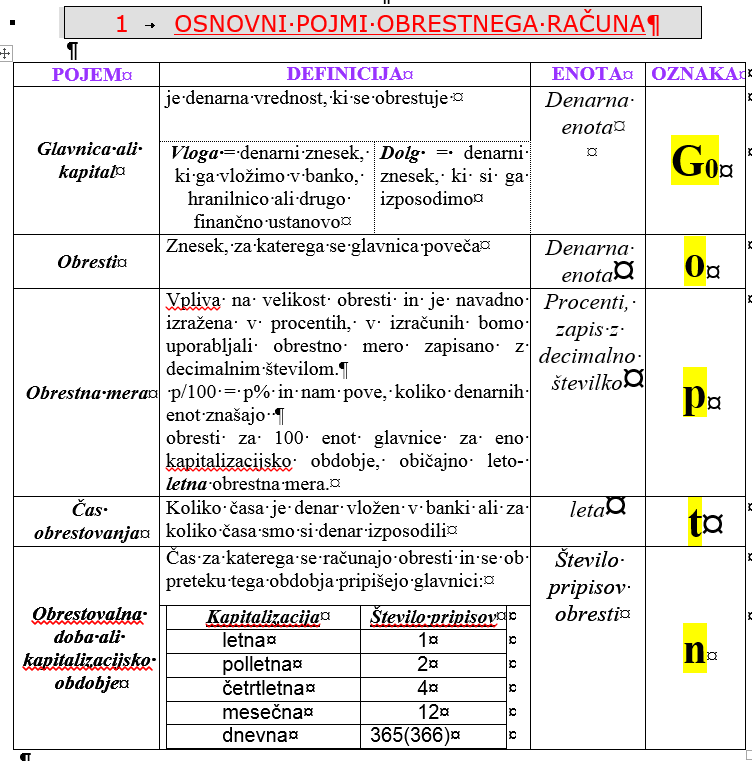 1 → OSNOVNI POJMI OBRESTNEGA RAČUNA¶
¶
POJEM¤ DEFINICIJA¤ ENOTA¤ OZNAKA¤
Glavnica ali
kapital¤
je denarna vrednost, ki se obrestuje ¤
Vloga = denarni znesek,
ki ga vložimo v banko,
hranilnico ali drugo
finančno ustanovo¤
Dolg = denarni
znesek, ki si ga
izposodimo¤
Denarna
enota¤
¤
G0¤
Obresti¤
Znesek, za katerega se glavnica poveča¤
Denarna
enota¤
o¤
Obrestna mera¤
Vpliva na velikost obresti in je navadno
izražena v procentih, v izračunih bomo
uporabljali obrestno mero zapisano z
decimalnim številom.¶
p/100 = p% in nam pove, koliko denarnih
enot znašajo ¶
obresti za 100 enot glavnice za eno
kapitalizacijsko obdobje, običajno leto-
letna obrestna mera.¤
Procenti,
zapis z
decimalno
številko¤
p¤
Čas
obrestovanja¤
Koliko časa je denar vložen v banki ali za
koliko časa smo si denar izposodili¤
leta¤
t¤
Obrestovalna
doba ali
kapitalizacijsko
obdobje¤
Čas za katerega se računajo obresti in se ob
preteku tega obdobja pripišejo glavnici:¤
Kapitalizacija¤ Število pripisov¤
letna¤ 1¤
polletna¤ 2¤
četrtletna¤ 4¤
mesečna¤ 12¤
dnevna¤ 365(366)¤
Število
pripisov
obresti¤
n¤
¶